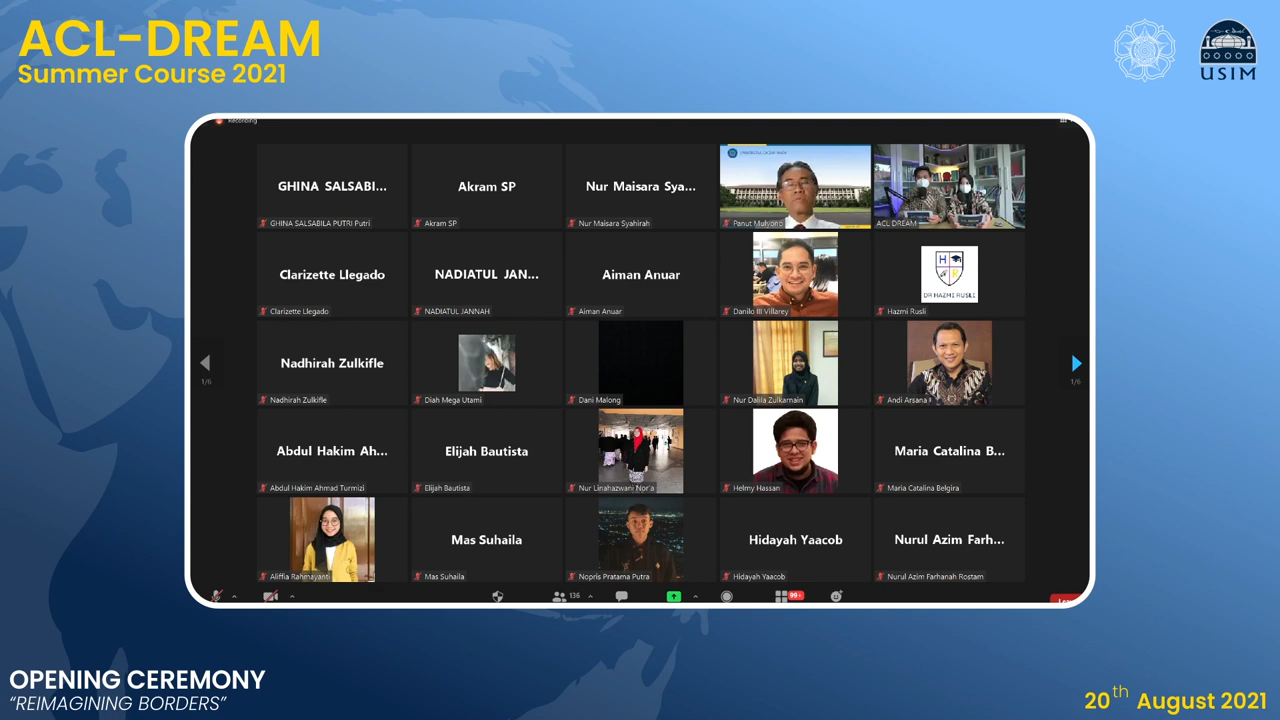 ACL-DREAM
Summer Course 2021
USIM
Recording
GHINA SALSABI...
GHINA SALSABILA PUTRI Putri
Akram SP
Akram SP
Nur Maisara Sya...
Nur Maisara Syahirah
Panut Mulyono
ACL DREAM
Clarizette Llegado
Clarizette Llegado
NADIATUL JAN...
NADIATUL JANNAH
Aiman Anuar
Aiman Anuar
Danilo III Villarey
H R
DR HAZMI RUSLI
Hazmi Rusli
1/6
Nadhirah Zulkifle
Nadhirah Zulkifle
Diah Mega Utami
Dani Malong
Nur Dalila Zulkarnain
Andi Arsana
1/6
Abdul Hakim Ah...
Abdul Hakim Ahmad Turmizi
Elijah Bautista
Elijah Bautista
Nur Linahazwani Nor'a
Helmy Hassan
Maria Catalina B...
Maria Catalina Belgira
Aliffia Rahmayanti
Mas Suhaila
Mas Suhaila
Nopris Pratama Putra
Hidayah Yaacob
Hidayah Yaacob
Nurul Azim Farh...
Nurul Azim Farhanah Rostam
136
99+
OPENING CEREMONY
"REIMAGINING BORDERS"
20th August 2021